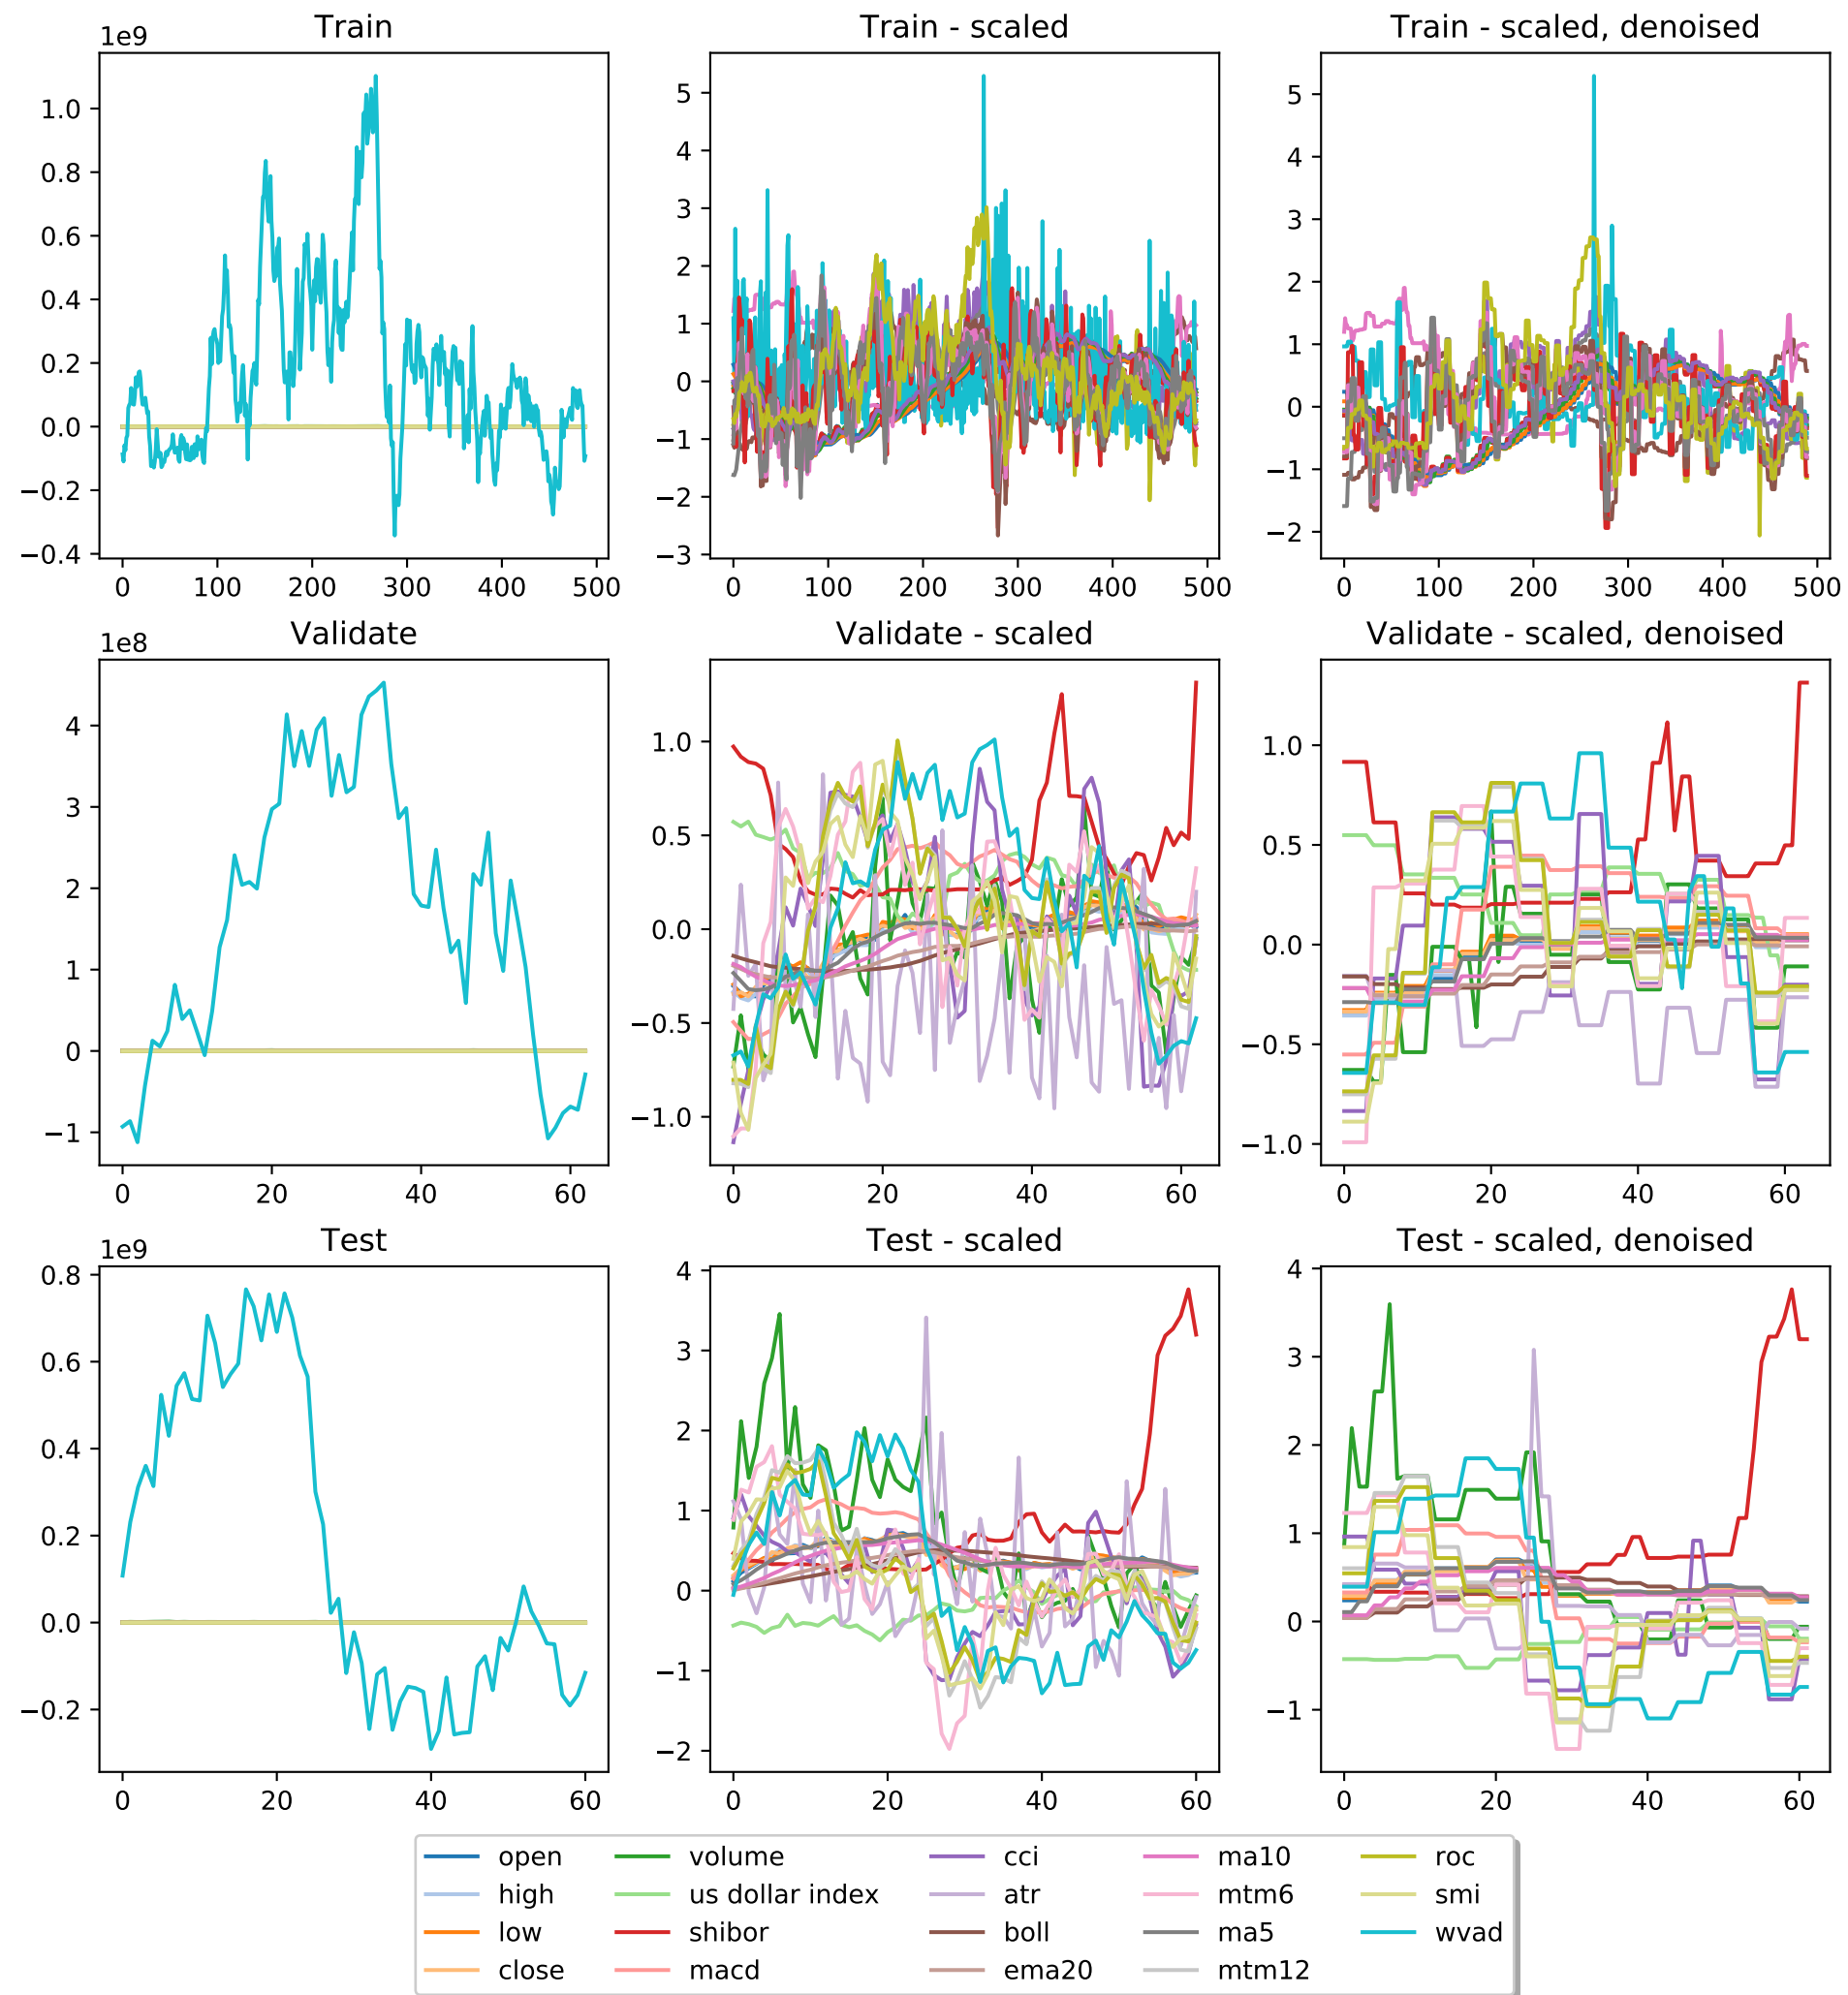 Train
1e9
1.0
0.8
0.6
0.4
0.2
0.0
−0.2
−0.4
0 100 200 300 400 500
Train - scaled
5
4
3
2
1
0
−1
−2
−3
0 100 200 300 400 500
Train - scaled, denoised
5
4
3
2
1
0
−1
−2
0 100 200 300 400 500
Validate
1e8
4
3
2
1
0
−1
0 20 40 60
Validate - scaled
1.0
0.5
0.0
−0.5
−1.0
0 20 40 60
Validate - scaled, denoised
1.0
0.5
0.0
−0.5
−1.0
0 20 40 60
Test
1e9
0.8
0.6
0.4
0.2
0.0
−0.2
0 20 40 60
Test - scaled
4
3
2
1
0
−1
−2
0 20 40 60
Test - scaled, denoised
4
3
2
1
0
−1
0 20 40 60
open
high
low
close
volume
us dollar index
shibor
macd
cci
atr
boll
ema20
ma10
mtm6
ma5
mtm12
roc
smi
wvad